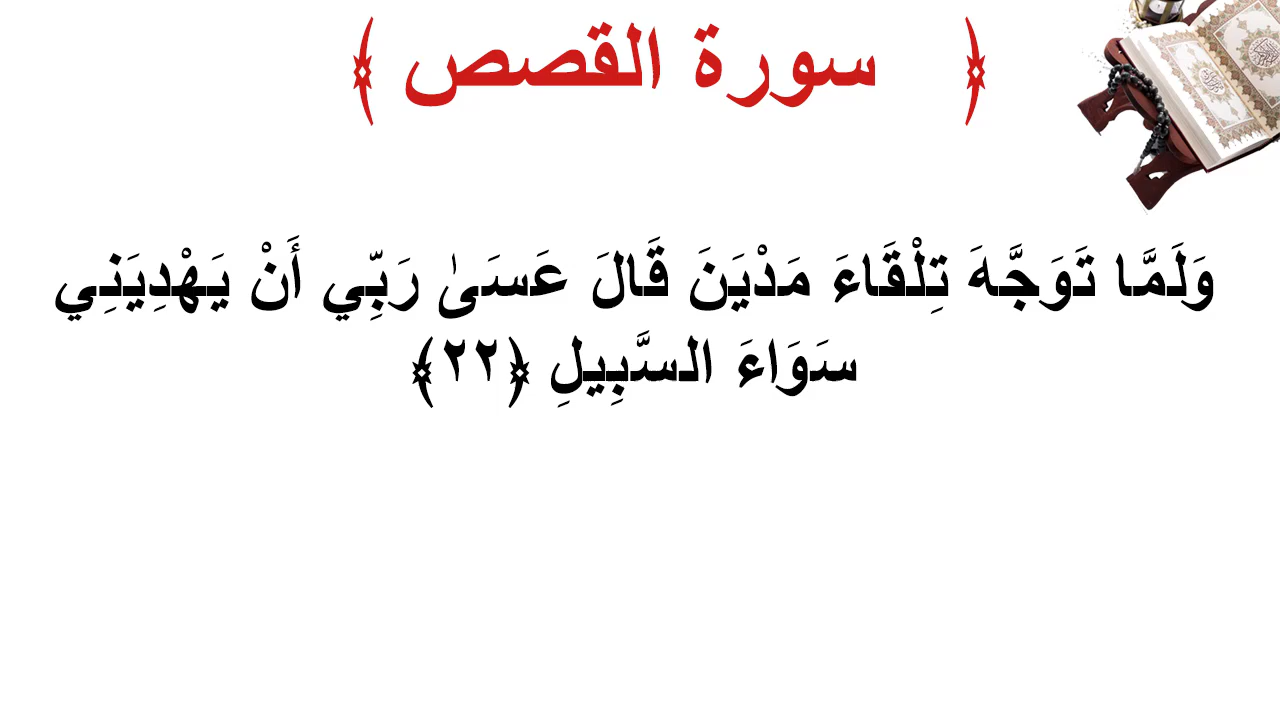 ﴿ سورة القصص ﴾
وَلَمَّا تَوَجَّهَ تِلْقَاءَ مَدْيَنَ قَالَ عَسَىٰ رَبِّي أَنْ يَهْدِيَنِي
سَوَاءَ السَّبِيلِ ﴿٢٢﴾